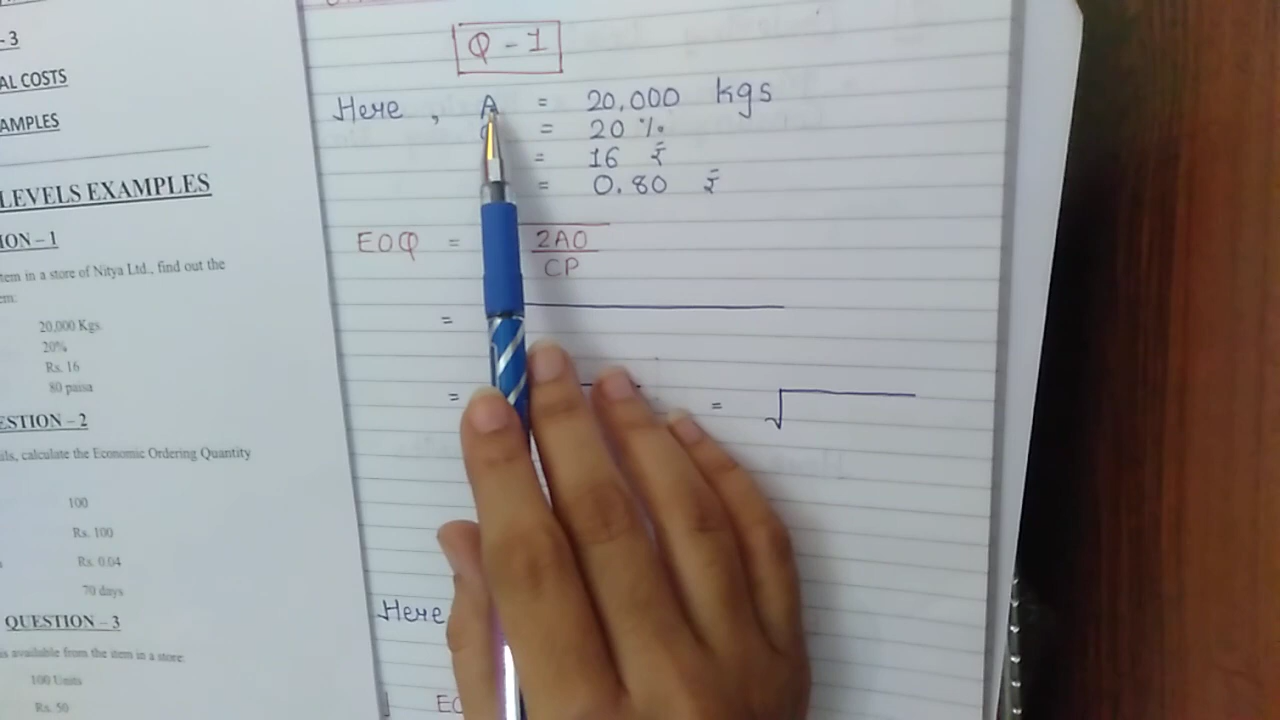 - 3
AL COSTS
AMPLES
LEVELS EXAMPLES
ION – 1
tem in a store of Nitya Ltd., find out the
em:
20,000 Kgs.
20%
Rs. 16
80 paisa
ESTION – 2
ils, calculate the Economic Ordering Quantity
100
Rs. 100
Rs. 0.04
70 days
QUESTION – 3
is available from the item in a store:
100 Units
Rs. 50
Q - 1
Here , A = 20,000 kgs
= 20 %
= 16 ₹
= 0.80 ₹
EOQ = 2AO
CP
=
= = √
Here
EO